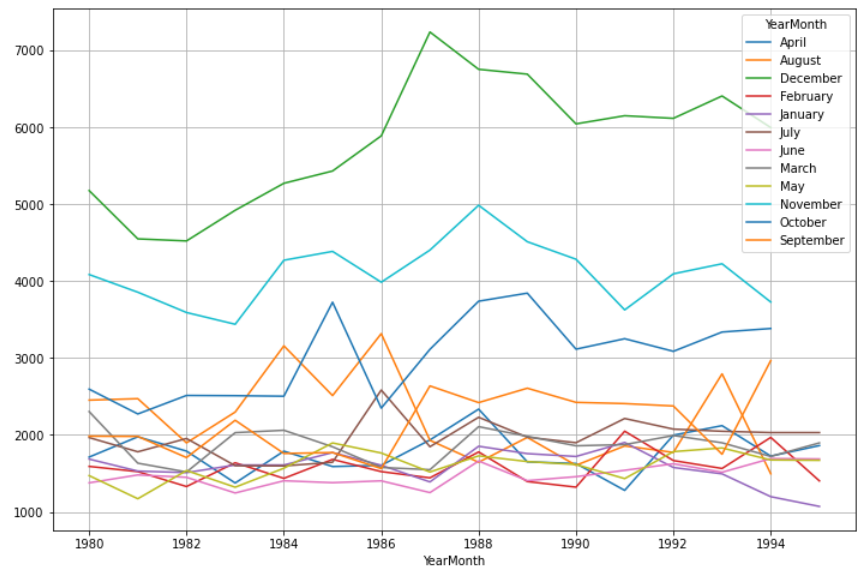 YearMonth
April
August
December
February
January
July
June
March
May
November
October
September
7000
6000
5000
4000
3000
2000
1000
1980 1982 1984 1986 1988 1990 1992 1994
YearMonth